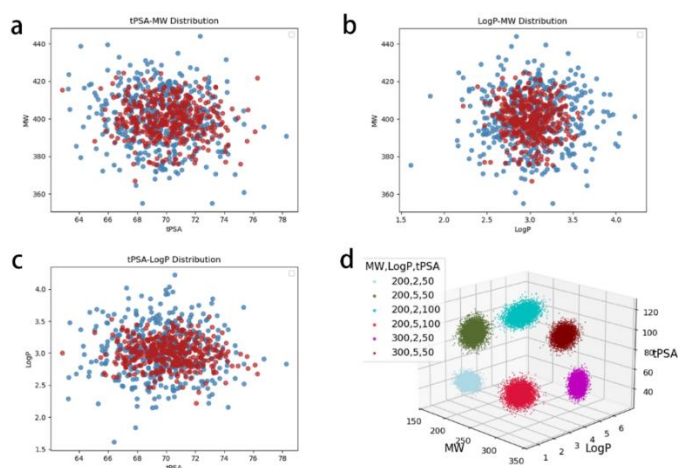 a
tPSA-MW Distribution
MW
440
420
400
380
360
64 66 68 70 72 74 76 78
tPSA
b
LogP-MW Distribution
MW
440
420
400
380
360
1.5 2.0 2.5 3.0 3.5 4.0
LogP
c
tPSA-LogP Distribution
LogP
4.0
3.5
3.0
2.5
2.0
1.5
64 66 68 70 72 74 76 78
tPSA
d
MW,LogP,tPSA
200,2,50
200,5,50
200,2,100
200,5,100
300,2,50
300,5,50
120
100
80
60
40
tPSA
150
200
250
300
350
MW
1
2
3
4
5
6
LogP